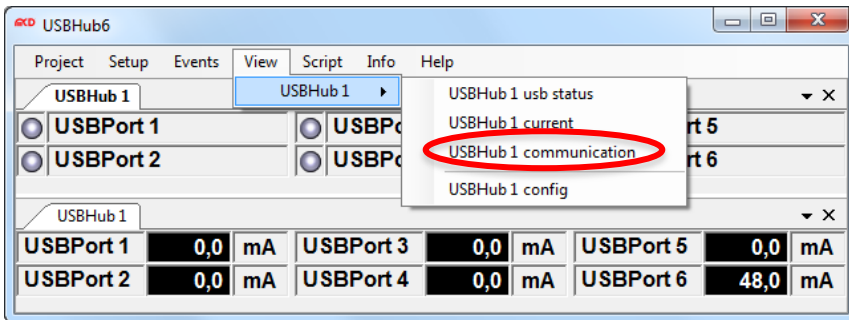 GKD USBHub6
Project Setup Events View Script Info Help
USBHub 1
USBHub 1
USBHub 1 usb status
USBHub 1 current
USBHub 1 communication
USBHub 1 config
USBPort 1 USBPo rt 5
USBPort 2 USBPo rt 6
USBHub 1
USBPort 1 0,0 mA USBPort 3 0,0 mA USBPort 5 0,0 mA
USBPort 2 0,0 mA USBPort 4 0,0 mA USBPort 6 48,0 mA